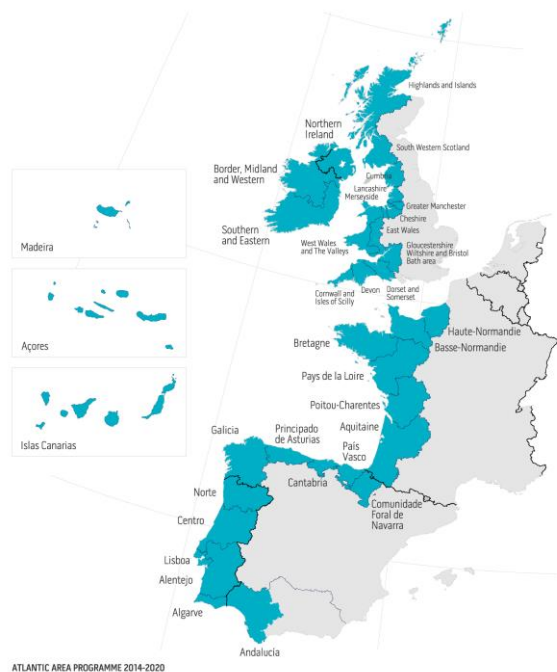 Highlands and Islands
Northern
Ireland
South Western Scotland
Border, Midland
and Western
Cumbria
Lancashire
Merseyside
Greater Manchester
Cheshire
East Wales
Southern
and Eastern
West Wales
and The Valleys
Gloucestershire
Wiltshire and Bristol
Bath area
Cornwall and
Isles of Scilly
Devon
Dorset and
Somerset
Madeira
Açores
Islas Canarias
Haute-Normandie
Basse-Normandie
Bretagne
Pays de la Loire
Poitou-Charentes
Aquitaine
País
Vasco
Principado
de Asturias
Galicia
Cantabria
Comunidade
Foral de
Navarra
Norte
Centro
Lisboa
Alentejo
Algarve
Andalucía
ATLANTIC AREA PROGRAMME 2014-2020